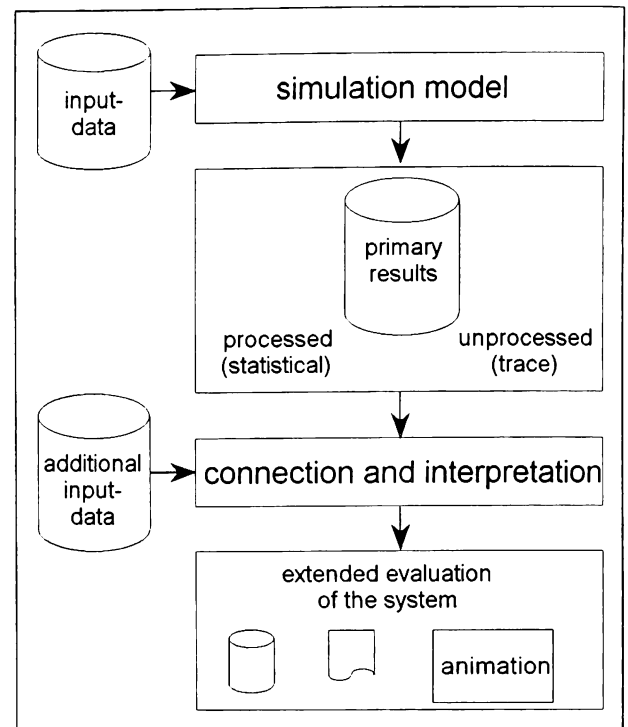 input-
data
simulation model
primary
results
processed
(statistical)
unprocessed
(trace)
additional
input-
data
connection and interpretation
extended evaluation
of the system
animation